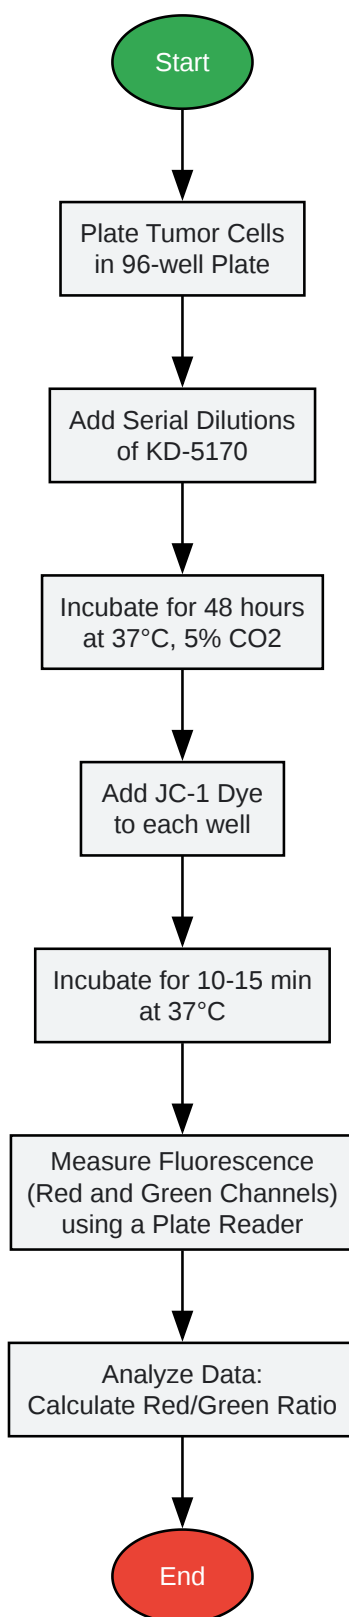 Start
Plate Tumor Cells
in 96-well Plate
Add Serial Dilutions
of KD-5170
Incubate for 48 hours
at 37°C, 5% CO2
Add JC-1 Dye
to each well
Incubate for 10-15 min
at 37°C
Measure Fluorescence
(Red and Green Channels)
using a Plate Reader
Analyze Data:
Calculate Red/Green Ratio
End